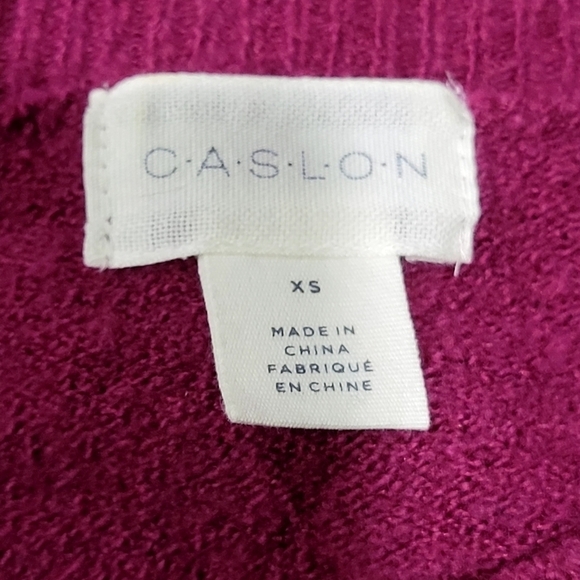 C·A·S·L·O·N
XS
MADE IN
CHINA
FABRIQUÉ
EN CHINE